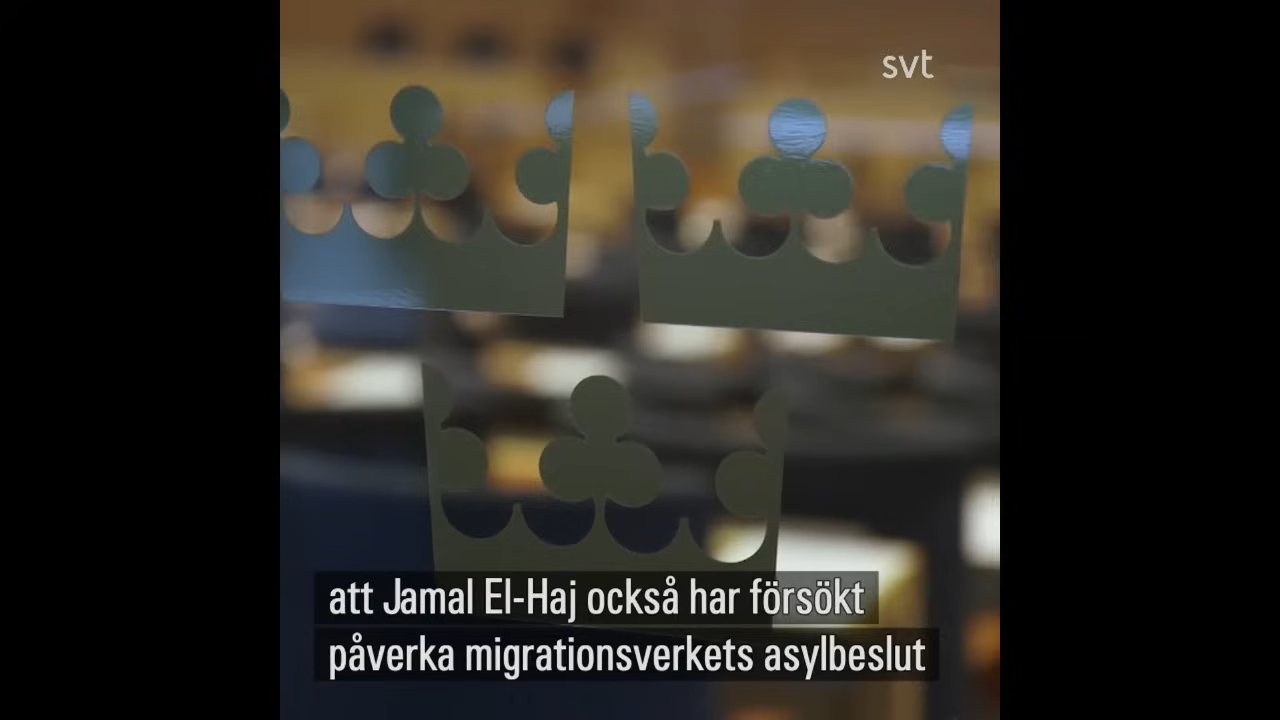 svt
att Jamal El-Haj också har försökt
påverka migrationsverkets asylbeslut